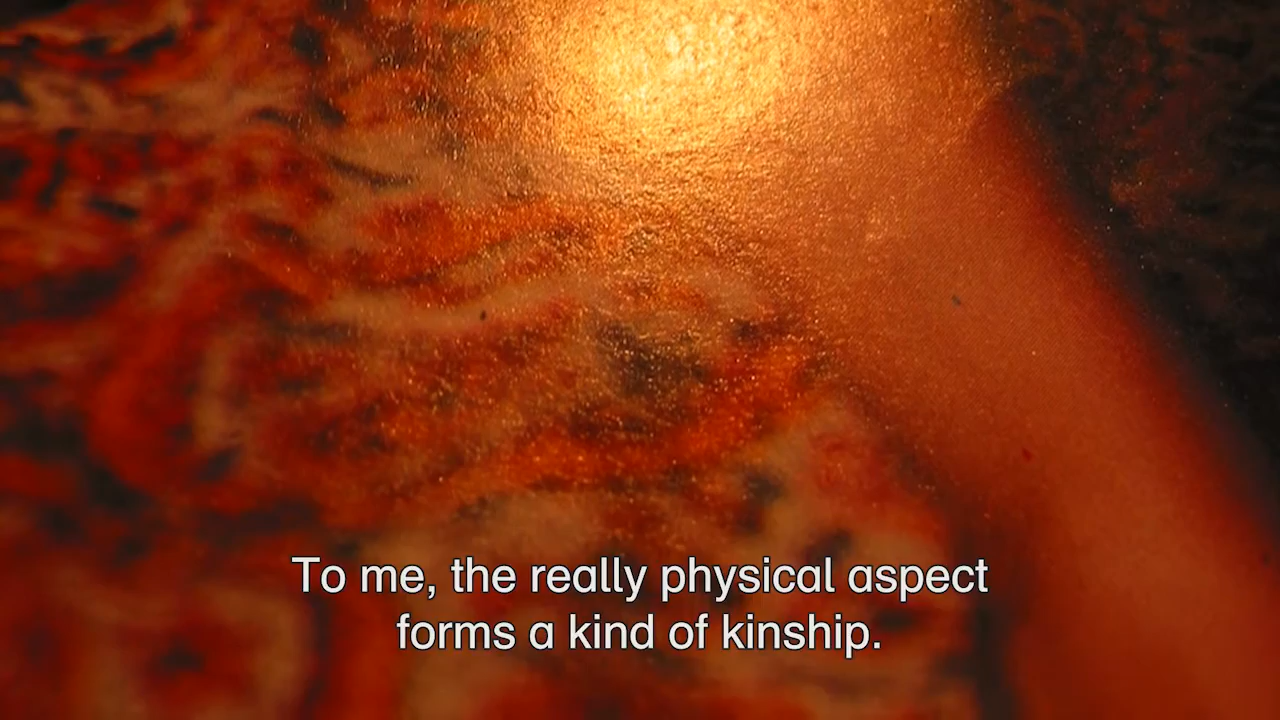 To me, the really physical aspect
forms a kind of kinship.